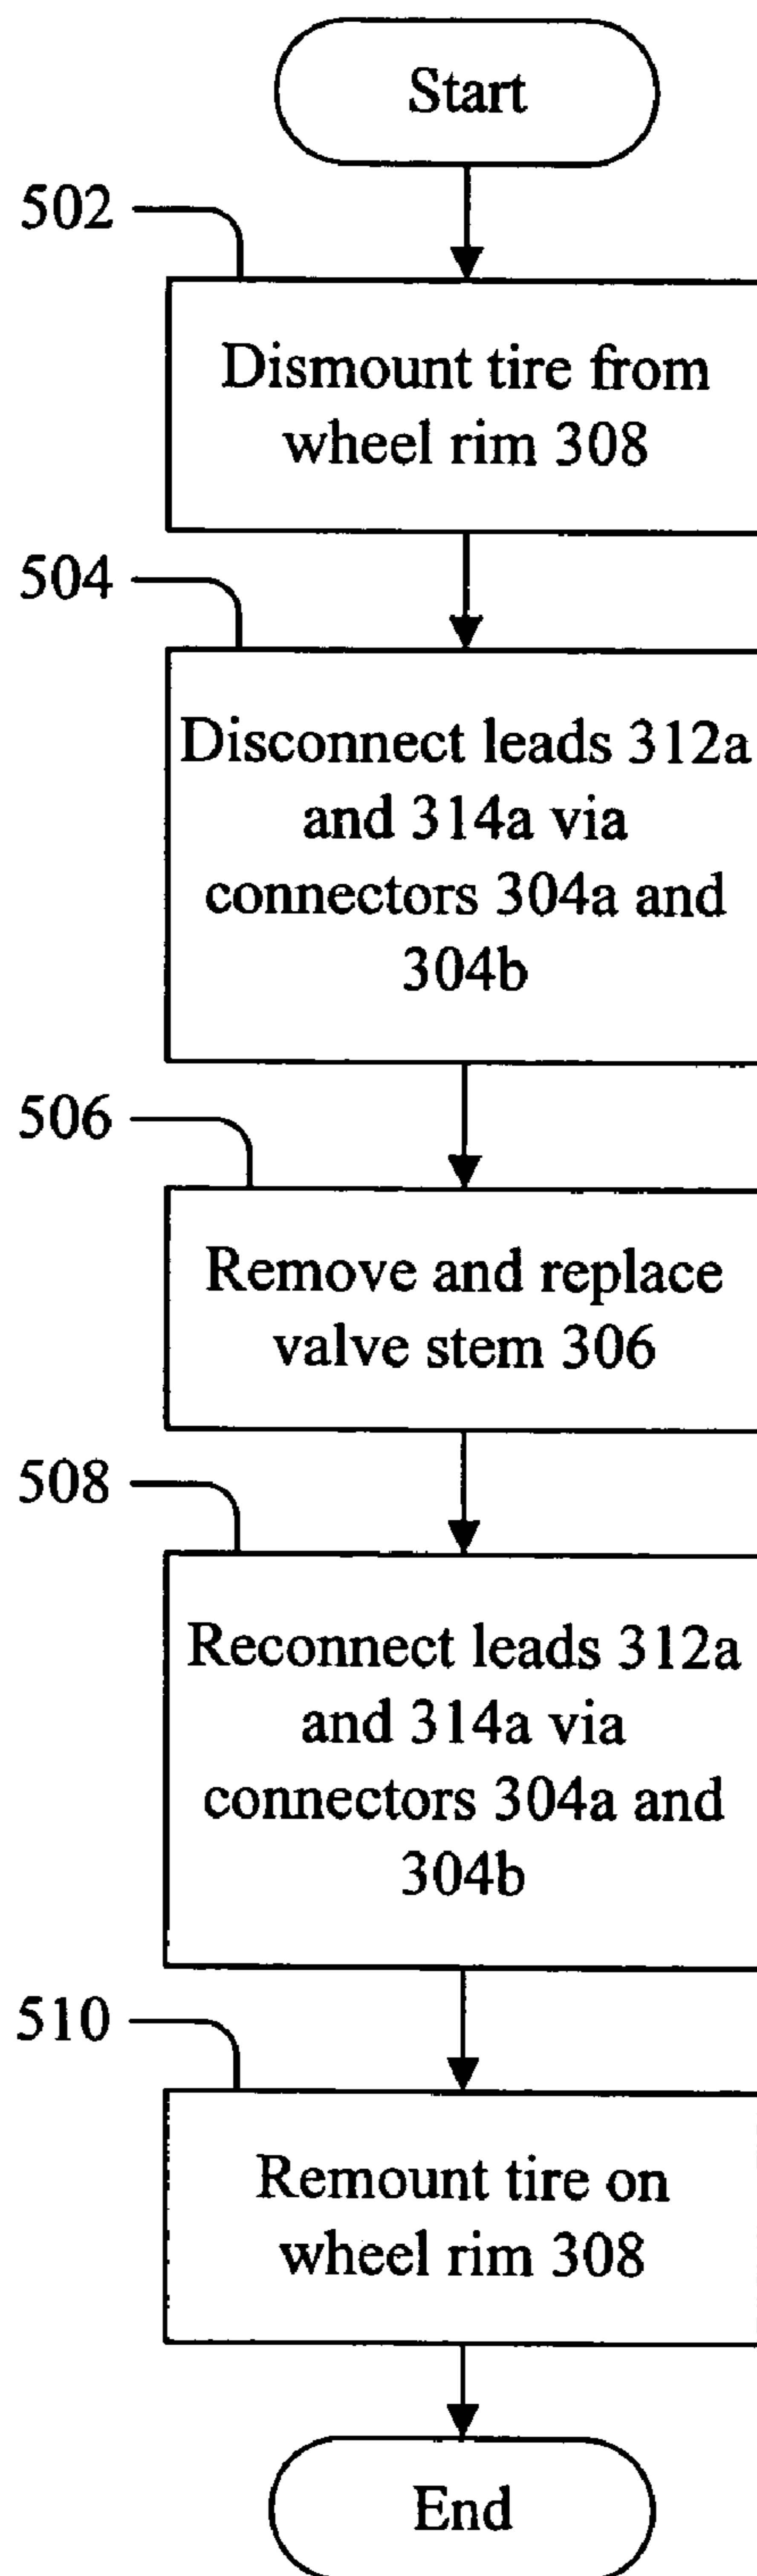 Start
502
Dismount tire from
wheel rim 308
504
Disconnect leads 312a
and 314a via
connectors 304a and
304b
506
Remove and replace
valve stem 306
508
Reconnect leads 312a
and 314a via
connectors 304a and
304b
510
Remount tire on
wheel rim 308
End